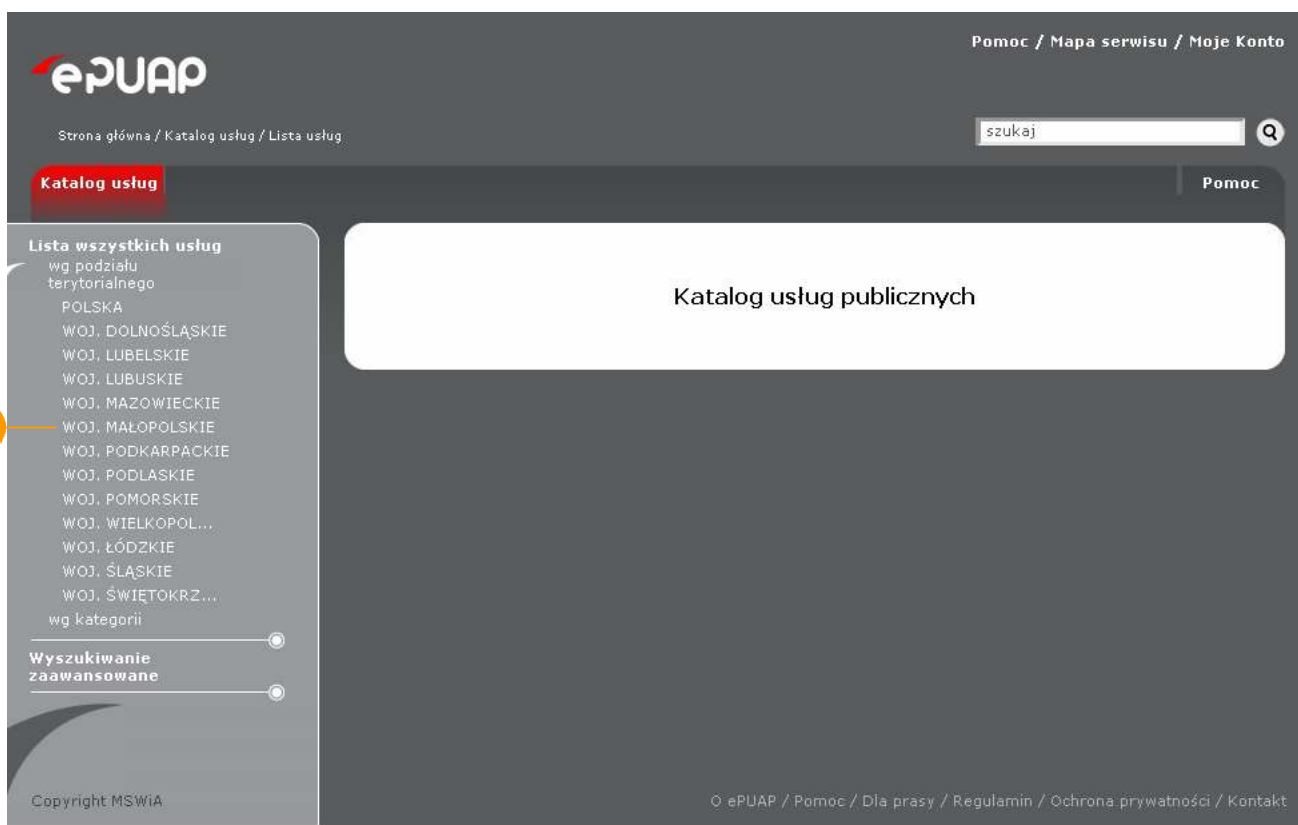 Pomoc / Mapa serwisu / Moje Konto
ePUAP
Strona główna / Katalog usług / Lista usług
szukaj
Katalog usług
Pomoc
Lista wszystkich usług
wg podziału
terytorialnego
POLSKA
WOJ. DOLNOŚLĄSKIE
WOJ. LUBELSKIE
WOJ. LUBUSKIE
WOJ. MAZOWIECKIE
WOJ. MAŁOPOLSKIE
WOJ. PODKARPACKIE
WOJ. PODLASKIE
WOJ. POMORSKIE
WOJ. WIELKOPOL...
WOJ. ŁÓDZKIE
WOJ. ŚLĄSKIE
WOJ. ŚWIĘTOKRZ...
wg kategorii
Wyszukiwanie
zaawansowane
Katalog usług publicznych
Copyright MSWiA
O ePUAP / Pomoc / Dla prasy / Regulamin / Ochrona prywatności / Kontakt